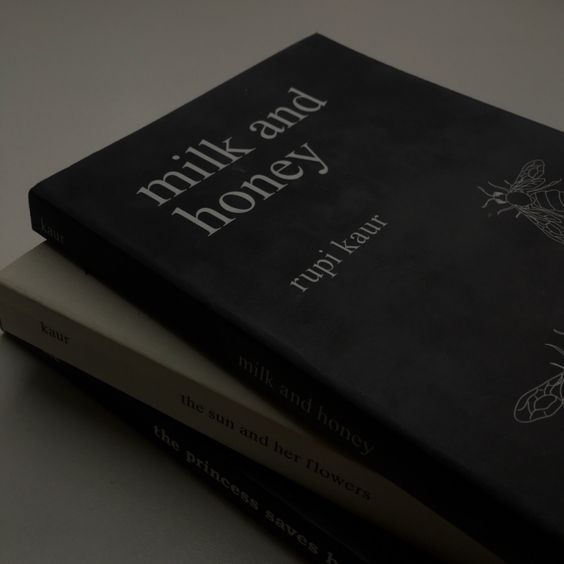 milk and
honey
rupi kaur
kaur
milk and honey
kaur
the sun and her flowers
the princess saves